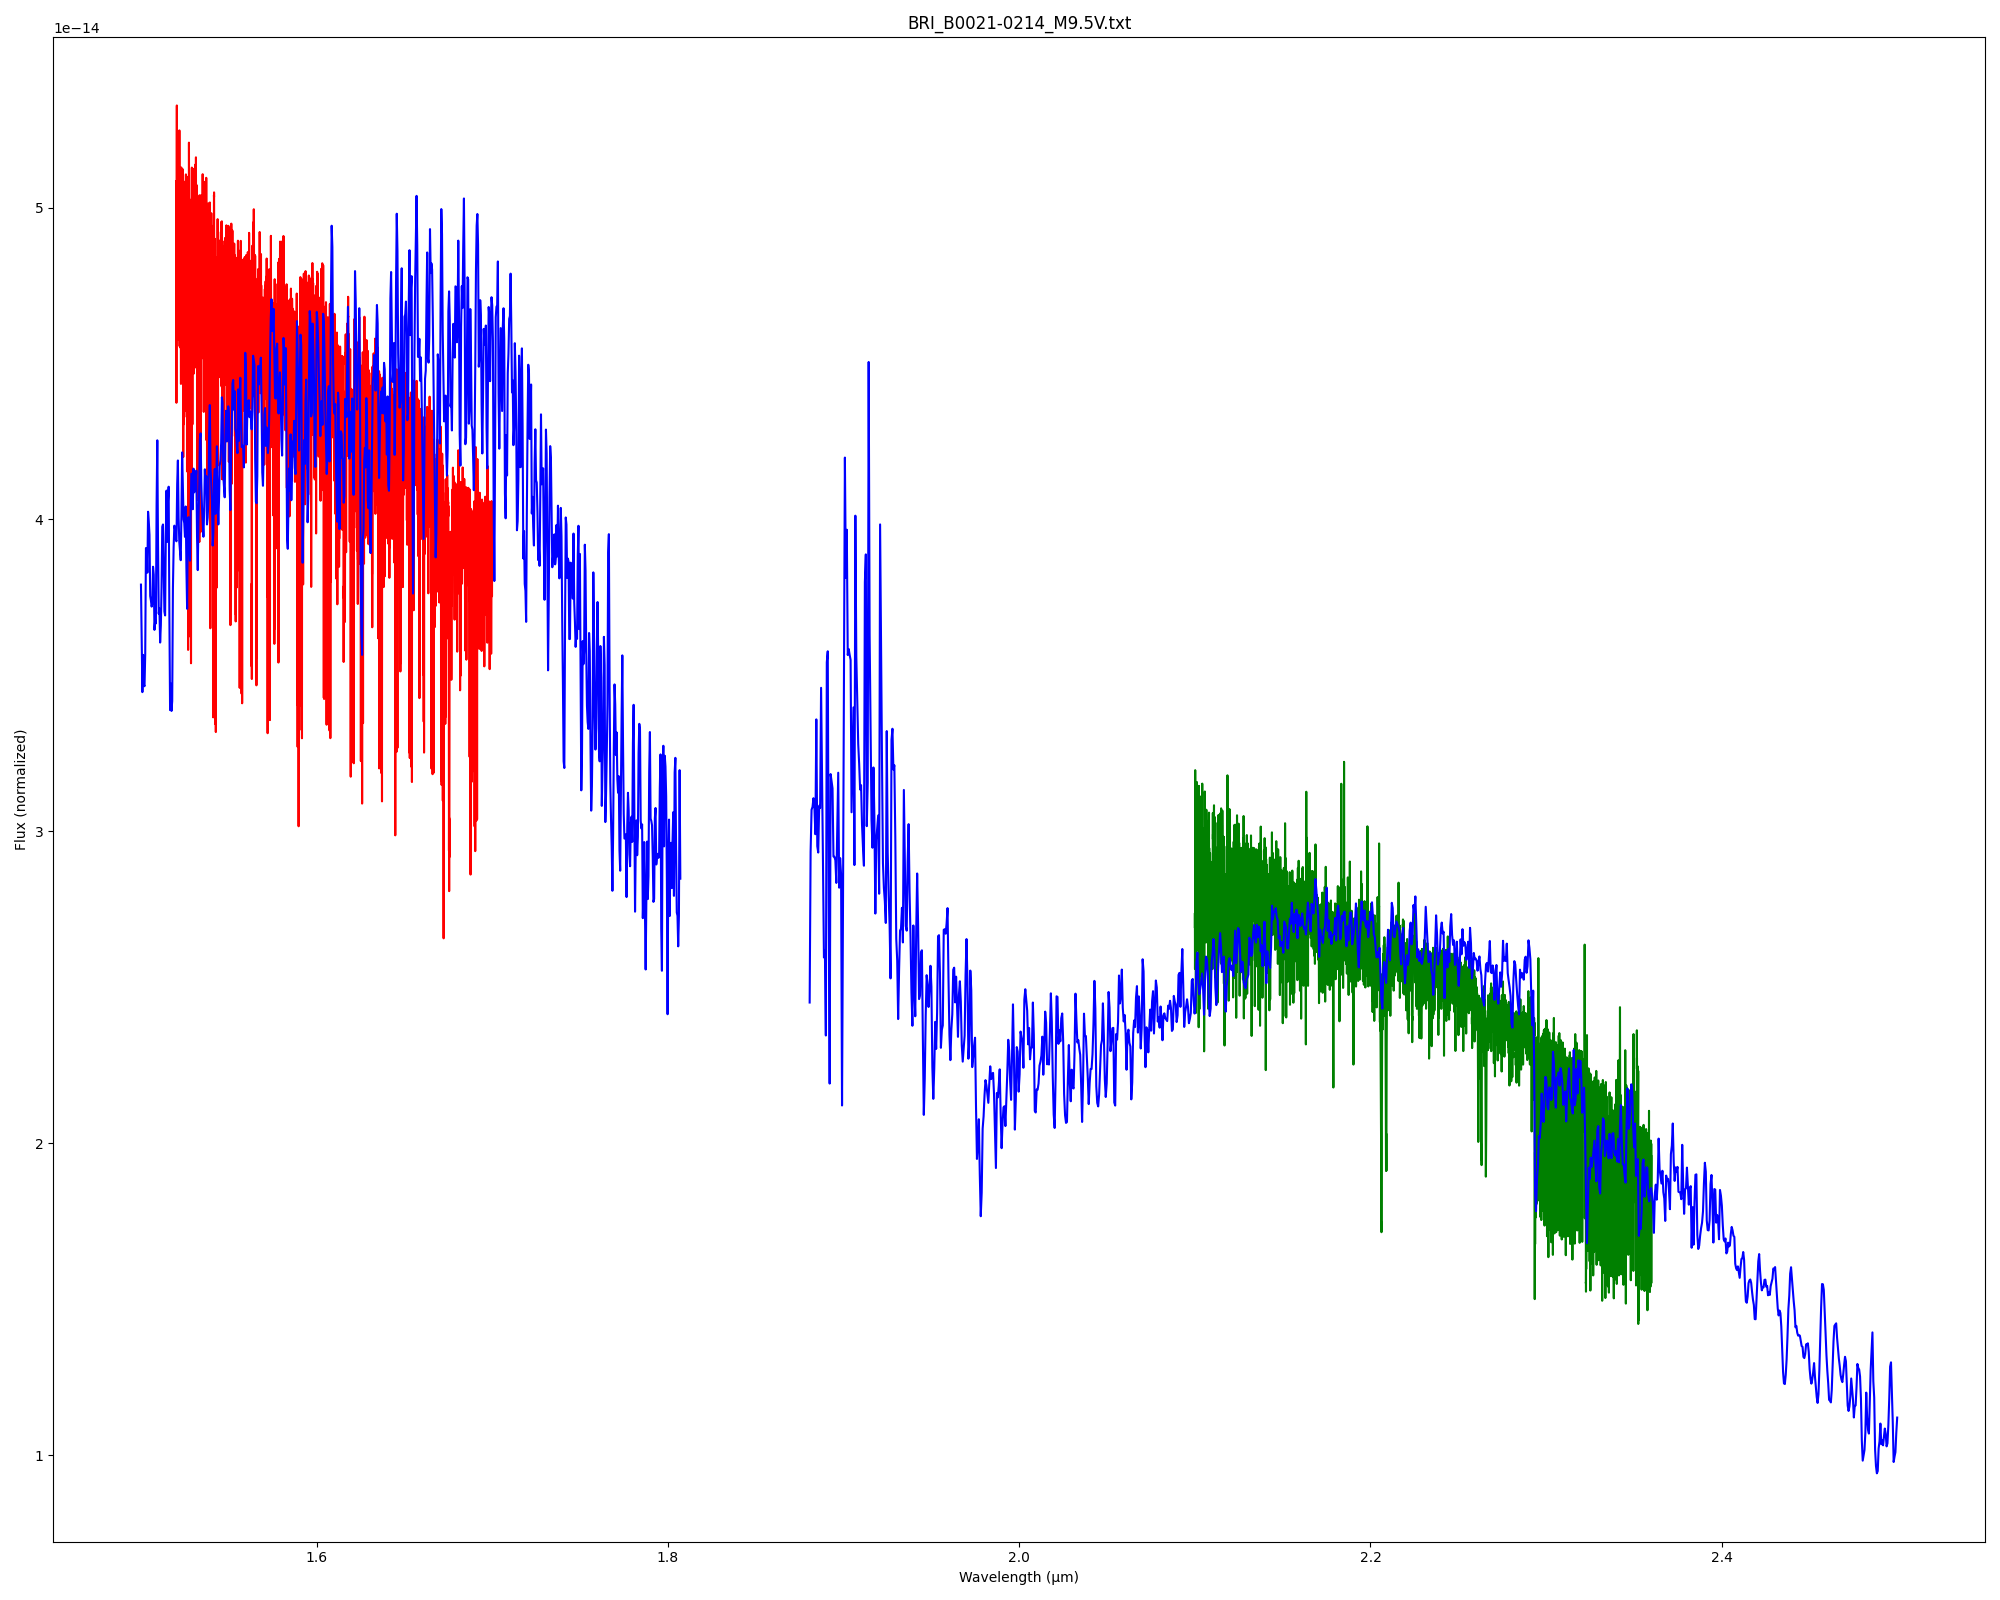 BRI_B0021-0214_M9.5V.txt
1e−14
5
4
3
2
1
Flux (normalized)
1.6 1.8 2.0 2.2 2.4
Wavelength (μm)